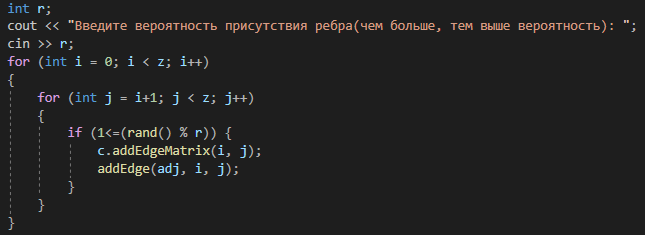 int r;
cout << "Введите вероятность присутствия ребра(чем больше, тем выше вероятность): ";
cin >> r;
for (int i = 0; i < z; i++)
{
    for (int j = i+1; j < z; j++)
    {
        if (1<=(rand() % r)) {
            c.addEdgeMatrix(i, j);
            addEdge(adj, i, j);
        }
    }
}